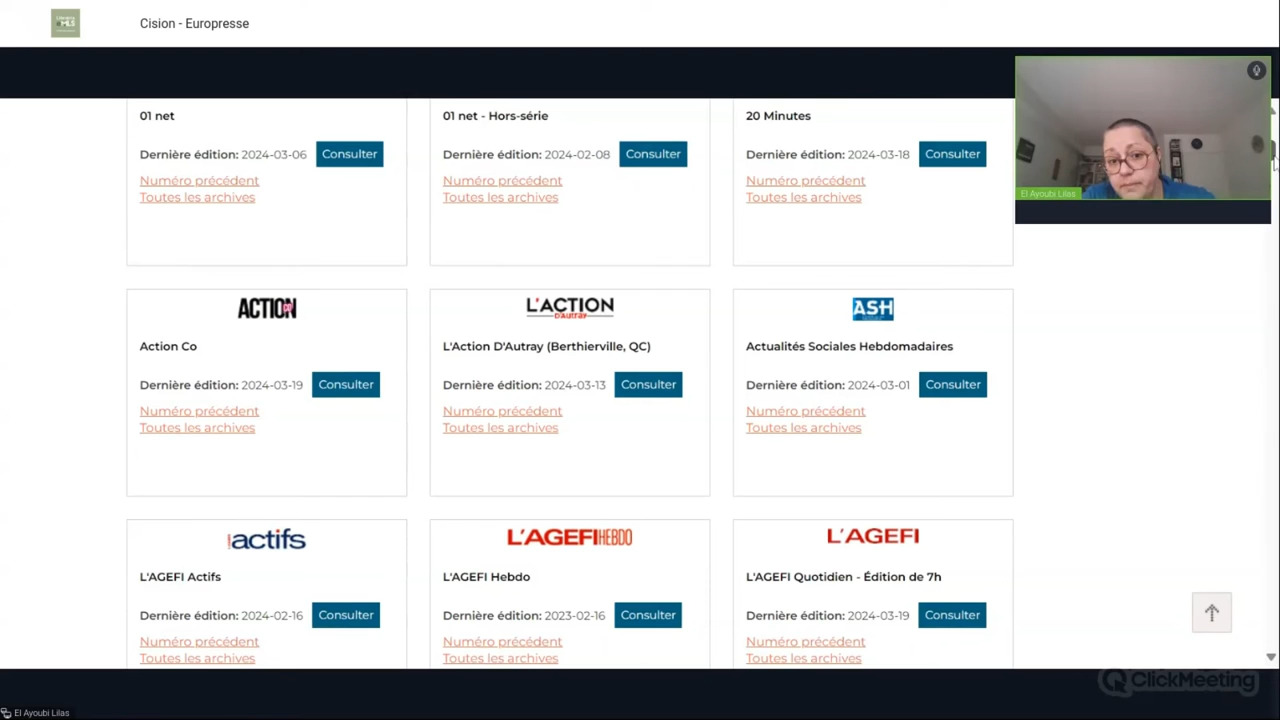 Cision - Europresse
01 net
Dernière édition: 2024-03-06 Consulter
Numéro précédent
Toutes les archives
01 net - Hors-série
Dernière édition: 2024-02-08 Consulter
Numéro précédent
Toutes les archives
20 Minutes
Dernière édition: 2024-03-18 Consulter
Numéro précédent
Toutes les archives
El Ayoubi Lilas
ACTION
Action Co
Dernière édition: 2024-03-19 Consulter
Numéro précédent
Toutes les archives
L'ACTION
D'AUTRAY
L'Action D'Autray (Berthierville, QC)
Dernière édition: 2024-03-13 Consulter
Numéro précédent
Toutes les archives
ASH
Actualités Sociales Hebdomadaires
Dernière édition: 2024-03-01 Consulter
Numéro précédent
Toutes les archives
actifs
L'AGEFI Actifs
Dernière édition: 2024-02-16 Consulter
Numéro précédent
Toutes les archives
L'AGEFIHEBDO
L'AGEFI Hebdo
Dernière édition: 2023-02-16 Consulter
Numéro précédent
Toutes les archives
L'AGEFI
L'AGEFI Quotidien - Édition de 7h
Dernière édition: 2024-03-19 Consulter
Numéro précédent
Toutes les archives
ClickMeeting
El Ayoubi Lilas